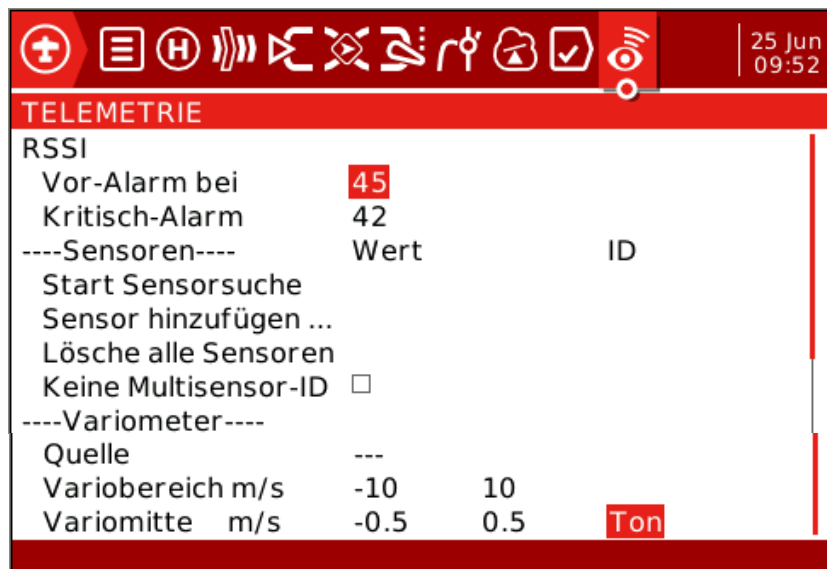 H
25 Jun
09:52
TELEMETRIE
RSSI
Vor-Alarm bei 45
Kritisch-Alarm 42
----Sensoren---- Wert ID
Start Sensorsuche
Sensor hinzufügen ...
Lösche alle Sensoren
Keine Multisensor-ID
----Variometer----
Quelle ---
Variobereich m/s -10 10
Variomitte m/s -0.5 0.5 Ton